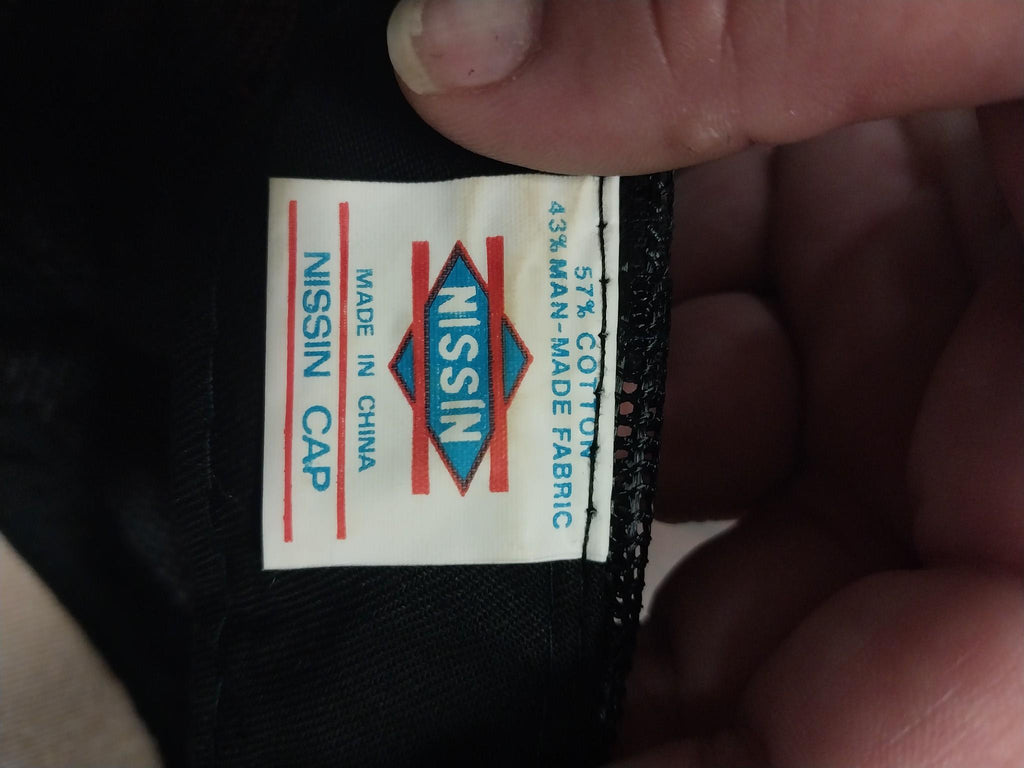 57% COTTON
43% MAN-MADE FABRIC
NISSIN
MADE IN CHINA
NISSIN CAP